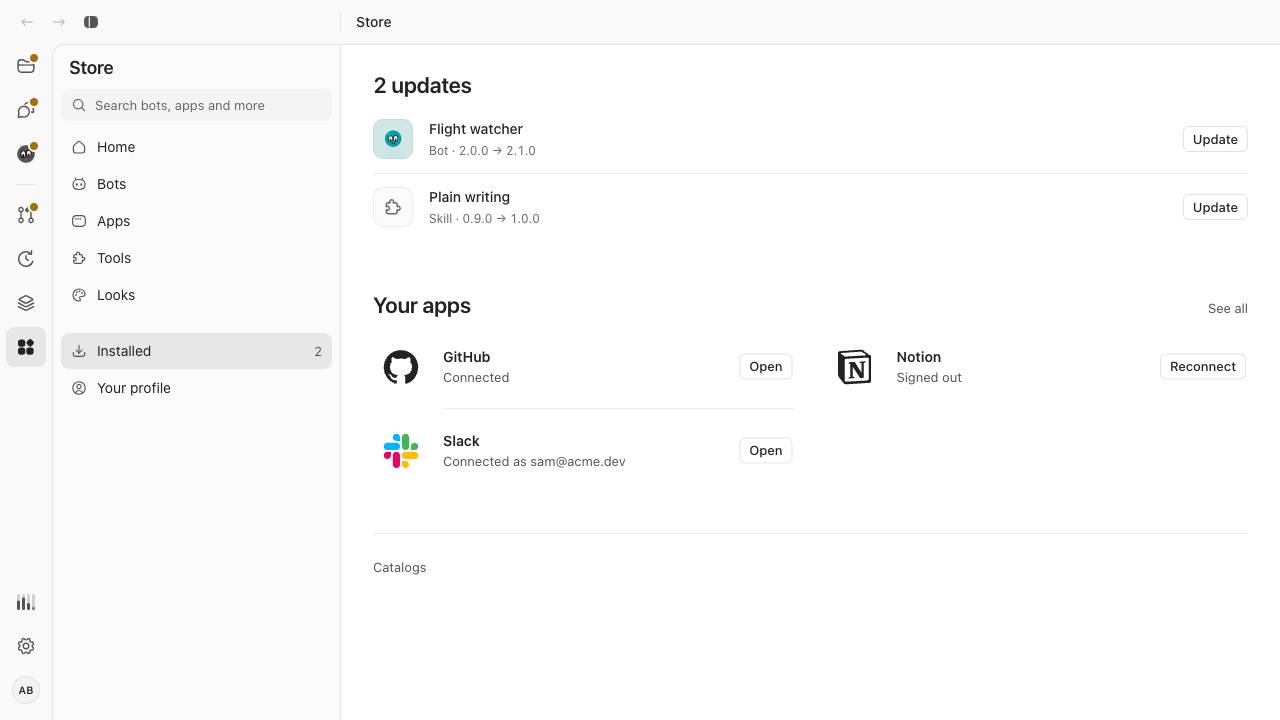 Store
Store
Search bots, apps and more
Home
Bots
Apps
Tools
Looks
Installed 2
Your profile
AB
2 updates
Flight watcher
Bot · 2.0.0 → 2.1.0
Update
Plain writing
Skill · 0.9.0 → 1.0.0
Update
Your apps
See all
GitHub
Connected
Open
Notion
Signed out
Reconnect
Slack
Connected as sam@acme.dev
Open
Catalogs